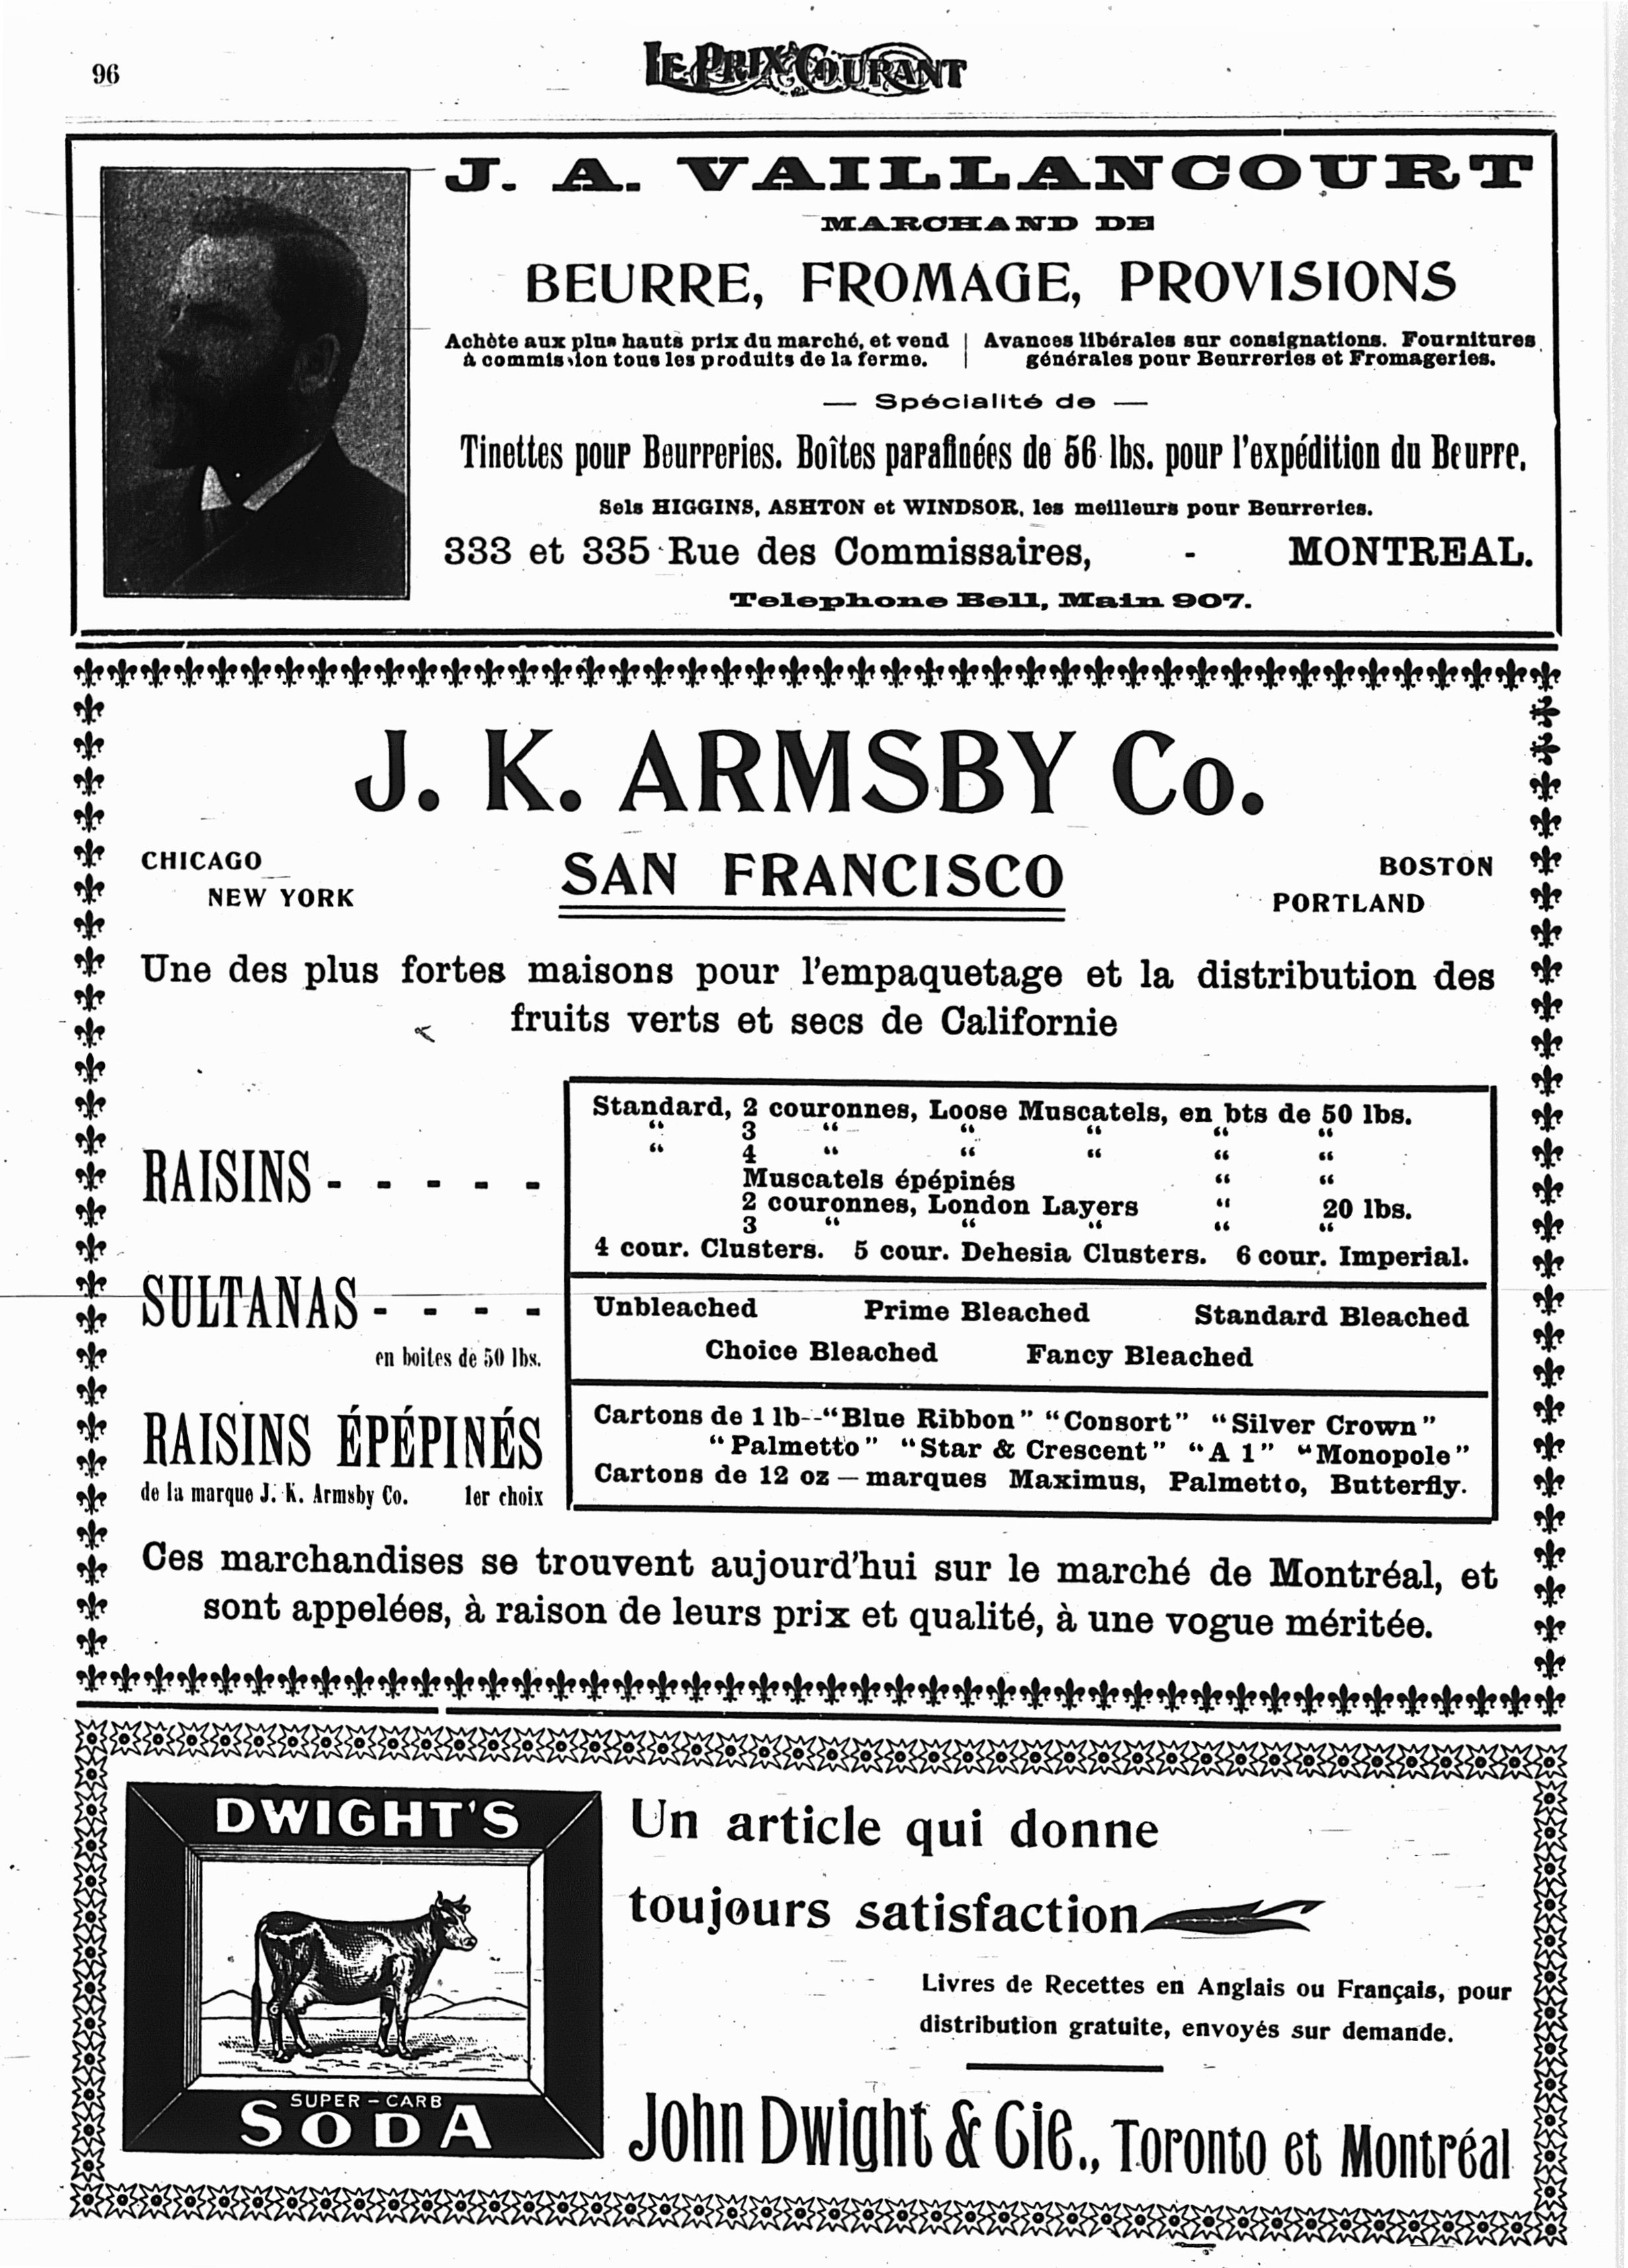 96
LE PRIX COURANT
J. A. VAILLANCOURT
MARCHAND DE
BEURRE, FROMAGE, PROVISIONS
Achète aux plus hauts prix du marché, et vend
à commission tous les produits de la ferme.
Avances libérales sur consignations. Fournitures
générales pour Beurreries et Fromageries.
— Spécialité de —
Tinettes pour Beurreries. Boîtes parafinées de 56 lbs. pour l'expédition du Beurre.
Sels HIGGINS, ASHTON et WINDSOR, les meilleurs pour Beurreries.
333 et 335 Rue des Commissaires, - MONTREAL.
Telephone Bell, Main 907.
J. K. ARMSBY Co.
CHICAGO
NEW YORK
SAN FRANCISCO
BOSTON
PORTLAND
Une des plus fortes maisons pour l'empaquetage et la distribution des
fruits verts et secs de Californie
RAISINS - - - - -
Standard, 2 couronnes, Loose Muscatels, en bts de 50 lbs.
“ 3 “ “ “ “ “
“ 4 “ “ “ “ “
Muscatels épépinés “ “
2 couronnes, London Layers “ 20 lbs.
3 “ “ “ “ “
4 cour. Clusters. 5 cour. Dehesia Clusters. 6 cour. Imperial.
SULTANAS - - - -
en boites de 50 lbs.
Unbleached Prime Bleached Standard Bleached
Choice Bleached Fancy Bleached
RAISINS ÉPÉPINÉS
de la marque J. K. Armsby Co. 1er choix
Cartons de 1 lb--“Blue Ribbon” “Consort” “Silver Crown”
“Palmetto” “Star & Crescent” “A 1” “Monopole”
Cartons de 12 oz — marques Maximus, Palmetto, Butterfly.
Ces marchandises se trouvent aujourd'hui sur le marché de Montréal, et
sont appelées, à raison de leurs prix et qualité, à une vogue méritée.
DWIGHT'S
SUPER-CARB
SODA
Un article qui donne
toujours satisfaction
Livres de Recettes en Anglais ou Français, pour
distribution gratuite, envoyés sur demande.
John Dwight & Cie., Toronto et Montréal